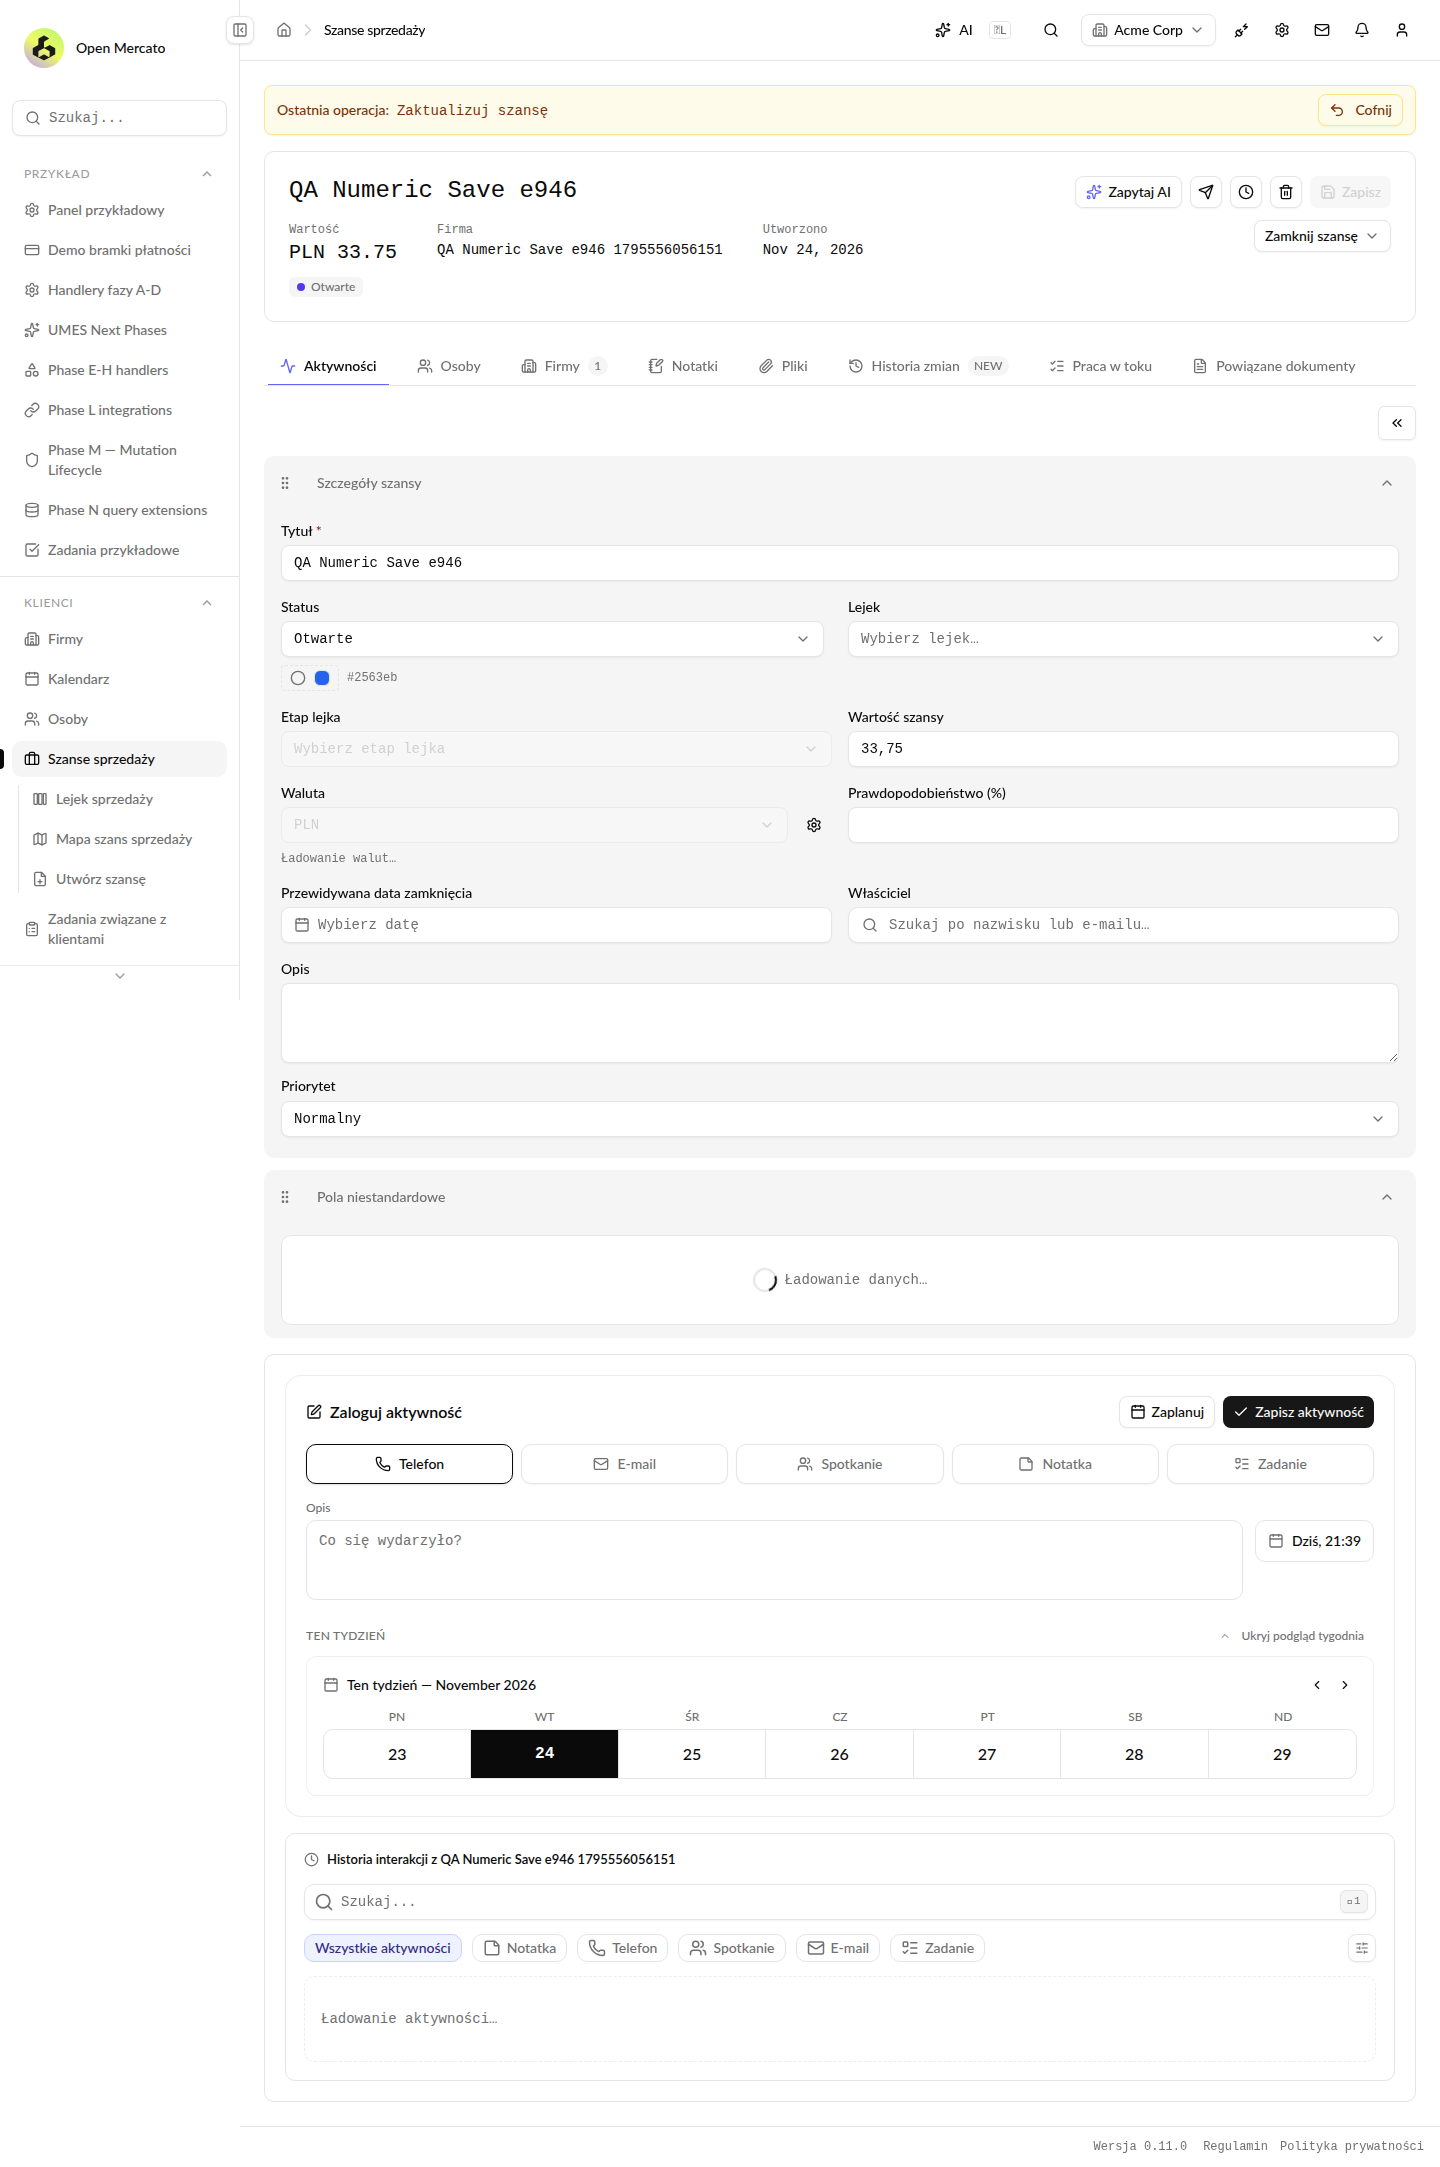 Open Mercato
Szukaj...
PRZYKŁAD
Panel przykładowy
Demo bramki płatności
Handlery fazy A-D
UMES Next Phases
Phase E-H handlers
Phase L integrations
Phase M — Mutation
Lifecycle
Phase N query extensions
Zadania przykładowe
KLIENCI
Firmy
Kalendarz
Osoby
Szanse sprzedaży
Lejek sprzedaży
Mapa szans sprzedaży
Utwórz szansę
Zadania związane z
klientami
Szanse sprzedaży
AI
L
Acme Corp
Ostatnia operacja: Zaktualizuj szansę
Cofnij
QA Numeric Save e946
Zapytaj AI
Zapisz
Wartość
PLN 33.75
Firma
QA Numeric Save e946 1795556056151
Utworzono
Nov 24, 2026
Zamknij szansę
Otwarte
Aktywności
Osoby
Firmy 1
Notatki
Pliki
Historia zmian NEW
Praca w toku
Powiązane dokumenty
Szczegóły szansy
Tytuł *
QA Numeric Save e946
Status
Otwarte
#2563eb
Lejek
Wybierz lejek…
Etap lejka
Wybierz etap lejka
Wartość szansy
33,75
Waluta
PLN
Ładowanie walut…
Prawdopodobieństwo (%)
Przewidywana data zamknięcia
Wybierz datę
Właściciel
Szukaj po nazwisku lub e-mailu…
Opis
Priorytet
Normalny
Pola niestandardowe
Ładowanie danych…
Zaloguj aktywność
Zaplanuj
Zapisz aktywność
Telefon
E-mail
Spotkanie
Notatka
Zadanie
Opis
Co się wydarzyło?
Dziś, 21:39
TEN TYDZIEŃ
Ukryj podgląd tygodnia
Ten tydzień — November 2026
PN WT ŚR CZ PT SB ND
23 24 25 26 27 28 29
Historia interakcji z QA Numeric Save e946 1795556056151
Szukaj...
1
Wszystkie aktywności
Notatka
Telefon
Spotkanie
E-mail
Zadanie
Ładowanie aktywności…
Wersja 0.11.0 Regulamin Polityka prywatności